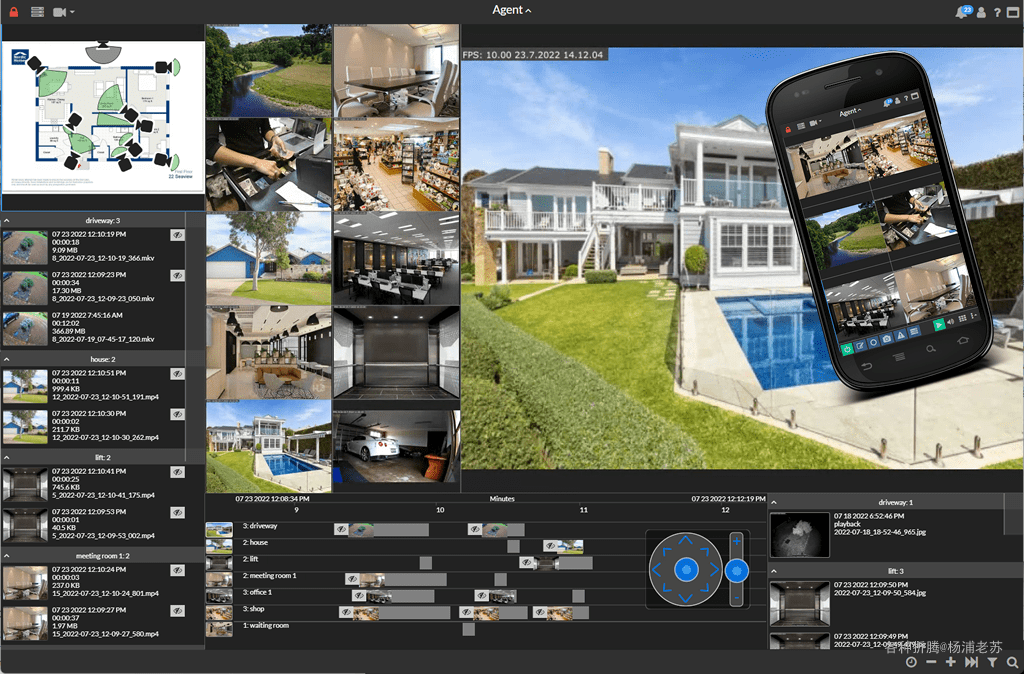 Agent
23
?
FPS: 10.00 23.7.2022 14.12.04
Agent
22 Seaview
driveway: 3
07 23 2022 12:10:19 PM
00:00:18
9.09 MB
8_2022-07-23_12-10-19_366.mkv
07 23 2022 12:09:23 PM
00:00:34
17.30 MB
8_2022-07-23_12-09-23_050.mkv
07 19 2022 7:45:16 AM
00:12:02
366.89 MB
8_2022-07-19_07-45-17_120.mkv
house: 2
07 23 2022 12:10:51 PM
00:00:11
999.4 KB
12_2022-07-23_12-10-51_191.mp4
07 23 2022 12:10:30 PM
00:00:02
211.7 KB
12_2022-07-23_12-10-30_262.mp4
lift: 2
07 23 2022 12:10:41 PM
00:00:25
745.6 KB
5_2022-07-23_12-10-41_175.mp4
07 23 2022 12:09:53 PM
00:00:01
40.5 KB
5_2022-07-23_12-09-53_002.mp4
meeting room 1: 2
07 23 2022 12:10:24 PM
00:00:03
237.0 KB
15_2022-07-23_12-10-24_801.mp4
07 23 2022 12:09:27 PM
00:00:37
1.97 MB
15_2022-07-23_12-09-27_580.mp4
07 23 2022 12:08:34 PM
Minutes
07 23 2022 12:12:19 PM
9 10 11 12
3: driveway
2: house
2: lift
2: meeting room 1
3: office 1
3: shop
1: waiting room
driveway: 1
07 18 2022 6:52:46 PM
playback
2022-07-18_18-52-46_965.jpg
lift: 3
07 23 2022 12:09:50 PM
2022-07-23_12-09-50_584.jpg
07 23 2022 12:09:49 PM
各种折腾@杨浦老苏